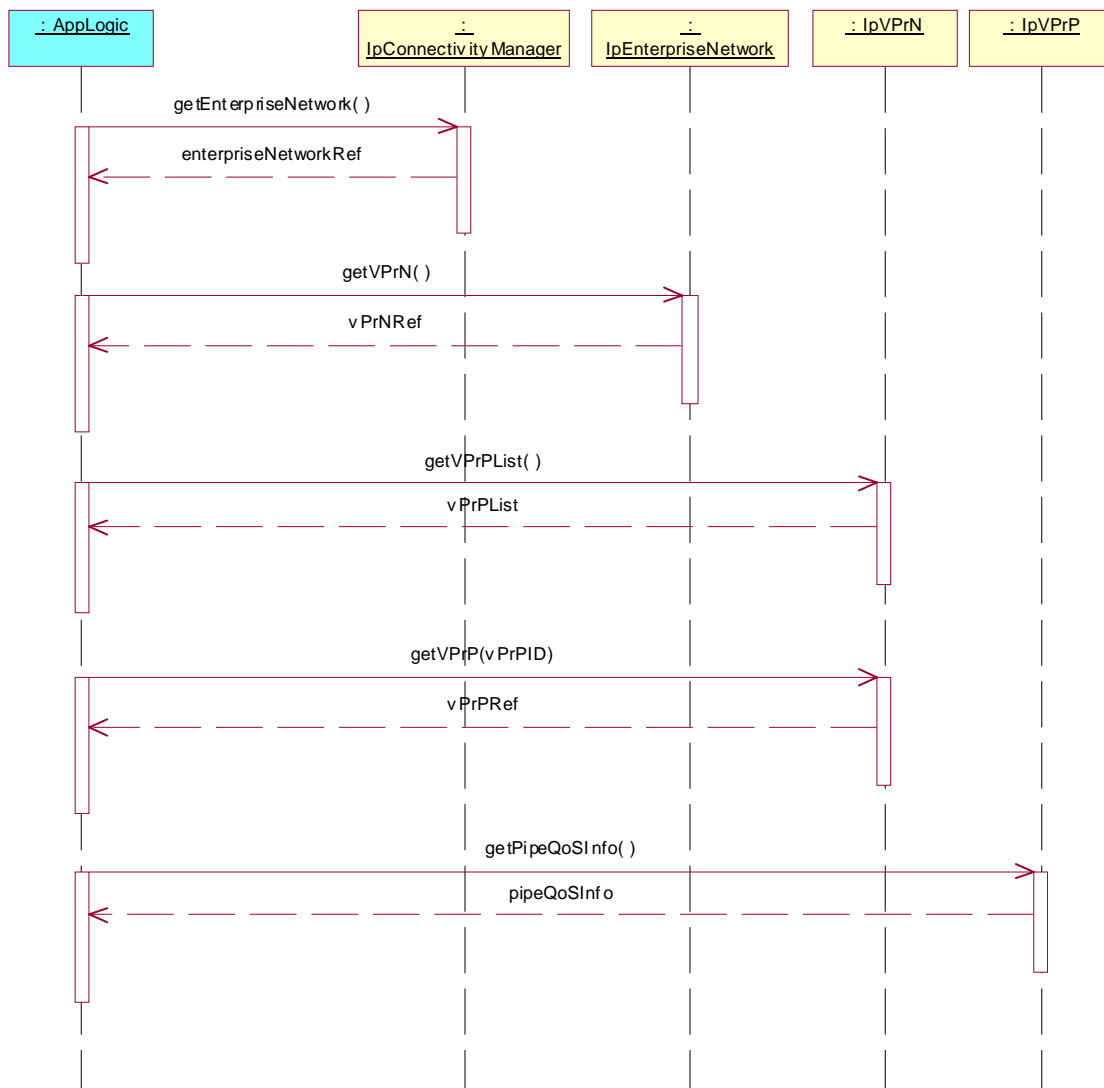 : AppLogic
:
IpConnectivityManager
:
IpEnterpriseNetwork
: IpVPrN
: IpVPrP
getEnterpriseNetwork( )
enterpriseNetworkRef
getVPrN( )
vPrNRef
getVPrPList( )
vPrPList
getVPrP(vPrPID)
vPrPRef
getPipeQoSInfo( )
pipeQoSInfo